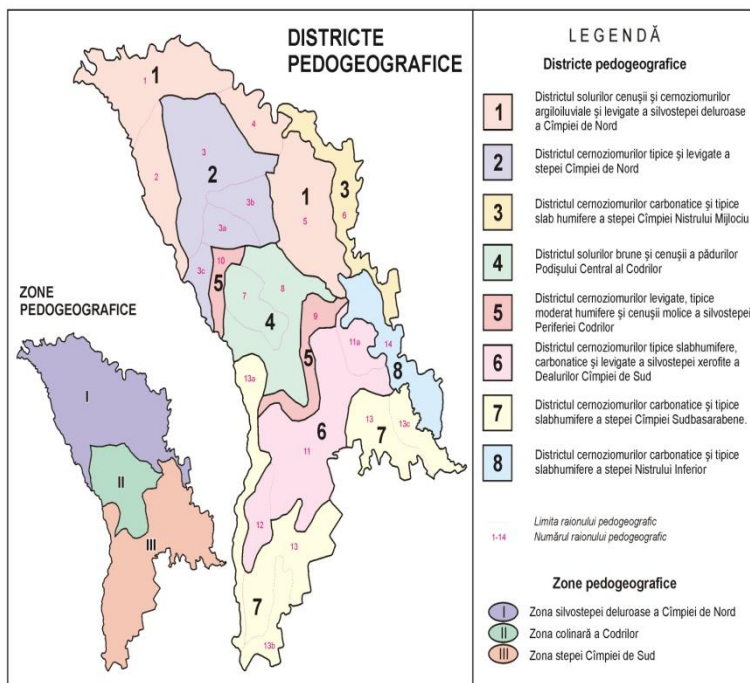 DISTRICTE
PEDOGEOGRAFICE
1
1
4
3
2
2
3b
3a
3c
1
5
3
6
10
5
7
8
4
9
5
11a
14
8
13a
6
11
13
13c
7
12
13
7
13b
ZONE
PEDOGEOGRAFICE
I
II
III
LEGENDĂ
Districte pedogeografice
1
Districtul solurilor cenușii și cernoziomurilor
argiloiluviale și levigate a silvostepei deluroase
a Cîmpiei de Nord
2
Districtul cernoziomurilor tipice și levigate a
stepei Cîmpiei de Nord
3
Districtul cernoziomurilor carbonatice și tipice
slab humifere a stepei Cîmpiei Nistrului Mijlociu
4
Districtul solurilor brune și cenușii a pădurilor
Podișului Central al Codrilor
5
Districtul cernoziomurilor levigate, tipice
moderat humifere și cenușii molice a silvostepei
Periferiei Codrilor
6
Districtul cernoziomurilor tipice slabhumifere,
carbonatice și levigate a silvostepei xerofite a
Dealurilor Cîmpiei de Sud
7
Districtul cernoziomurilor carbonatice și tipice
slabhumifere a stepei Cîmpiei Sudbasarabene.
8
Districtul cernoziomurilor carbonatice și tipice
slabhumifere a stepei Nistrului Inferior
Limita raionului pedogeografic
1-14 Numărul raionului pedogeografic
Zone pedogeografice
I Zona silvostepei deluroase a Cîmpiei de Nord
II Zona colinară a Codrilor
III Zona stepei Cîmpiei de Sud